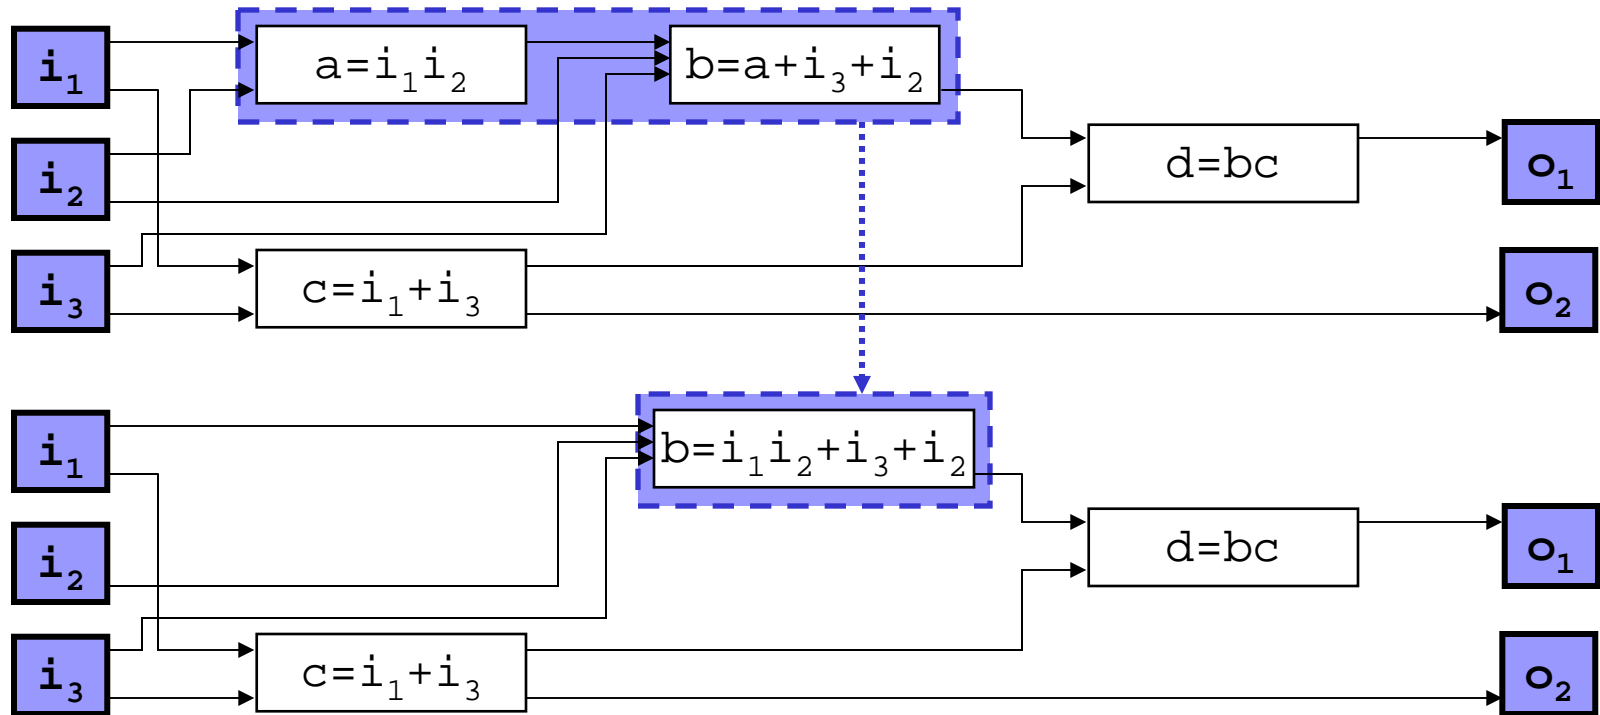 i₁ a=i₁i₂ b=a+i₃+i₂
i₂ d=bc o₁
i₃ c=i₁+i₃ o₂
i₁ b=i₁i₂+i₃+i₂
i₂ d=bc o₁
i₃ c=i₁+i₃ o₂